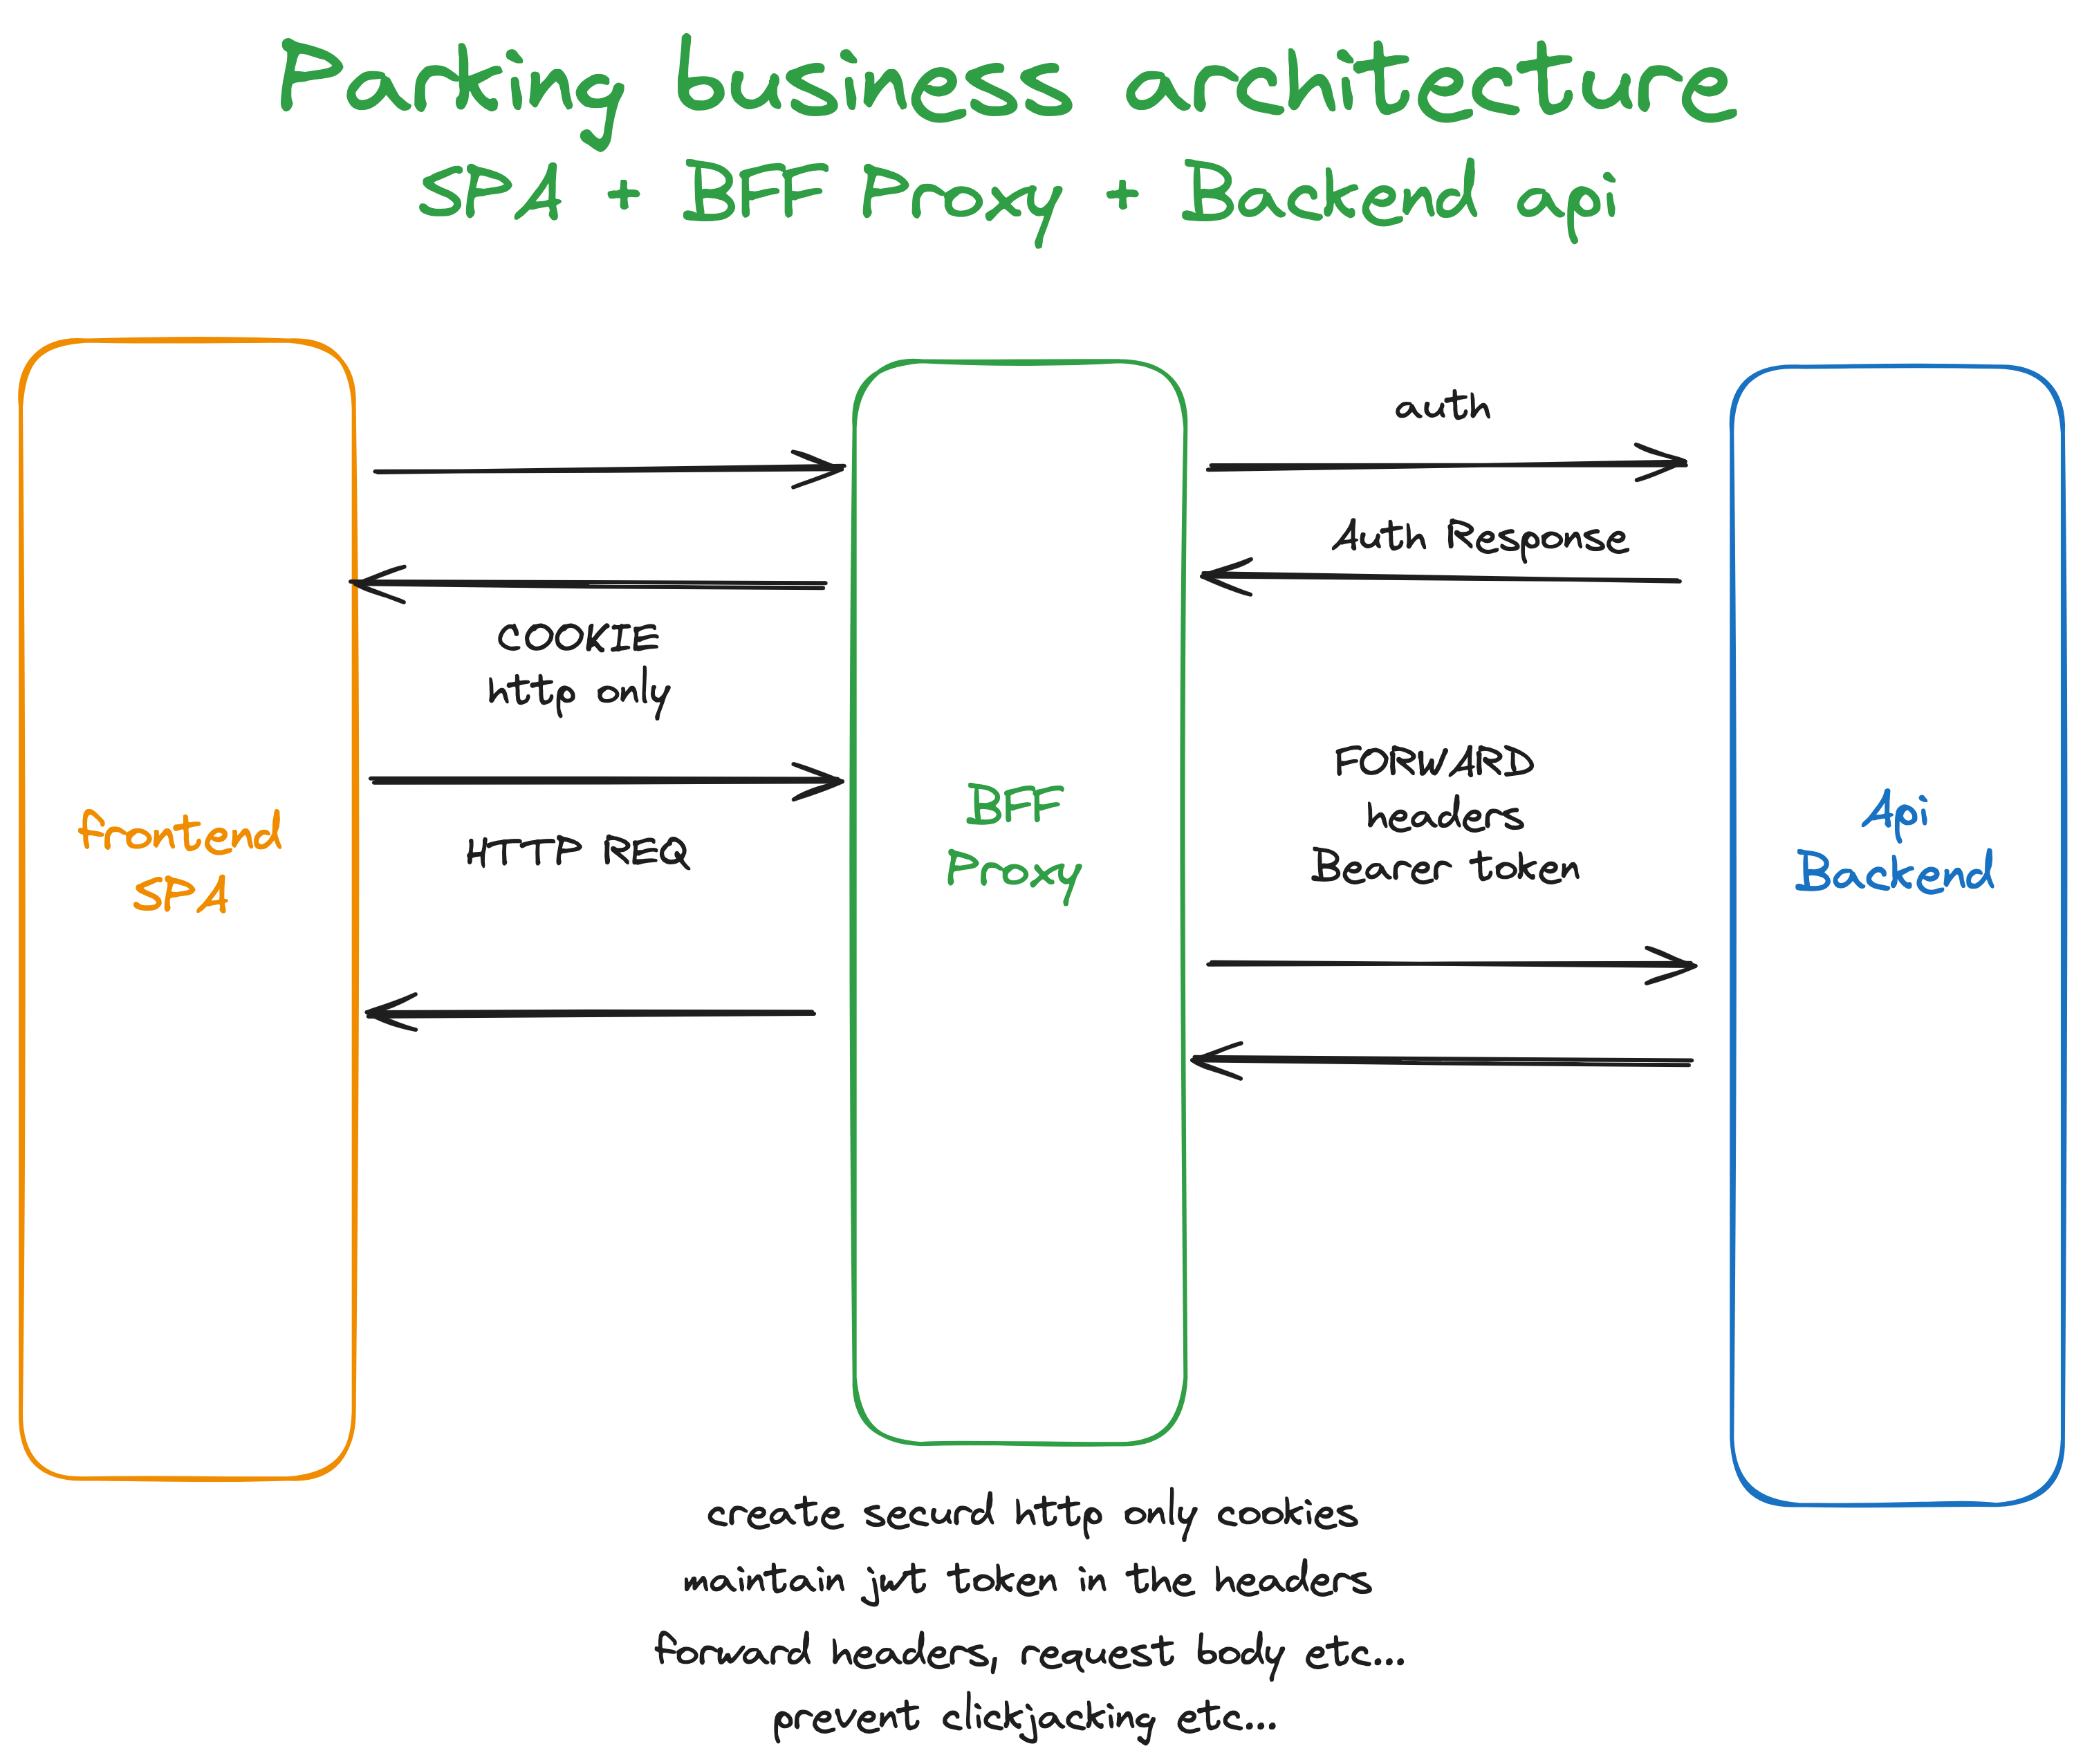 Parking business architecture
SPA + BFF Proxy + Backend api
auth
Auth Response
COOKIE
http only
HTTP REQ
FORWARD
headers
Bearer token
frontend
SPA
BFF
Proxy
Api
Backend
create secured http only cookies
maintain jwt token in the headers
forward headers, request body etc...
prevent clickjacking etc....